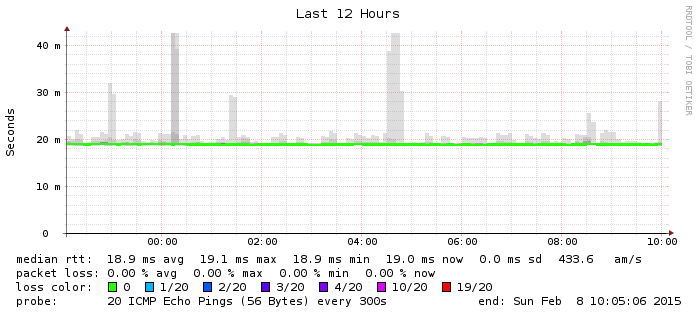 Last 12 Hours
RRDTOOL / TOBI OETIKER
Seconds
40 m
30 m
20 m
10 m
0
00:00 02:00 04:00 06:00 08:00 10:00
median rtt: 18.9 ms avg 19.1 ms max 18.9 ms min 19.0 ms now 0.0 ms sd 433.6 am/s
packet loss: 0.00 % avg 0.00 % max 0.00 % min 0.00 % now
loss color: 0 1/20 2/20 3/20 4/20 10/20 19/20
probe: 20 ICMP Echo Pings (56 Bytes) every 300s end: Sun Feb 8 10:05:06 2015